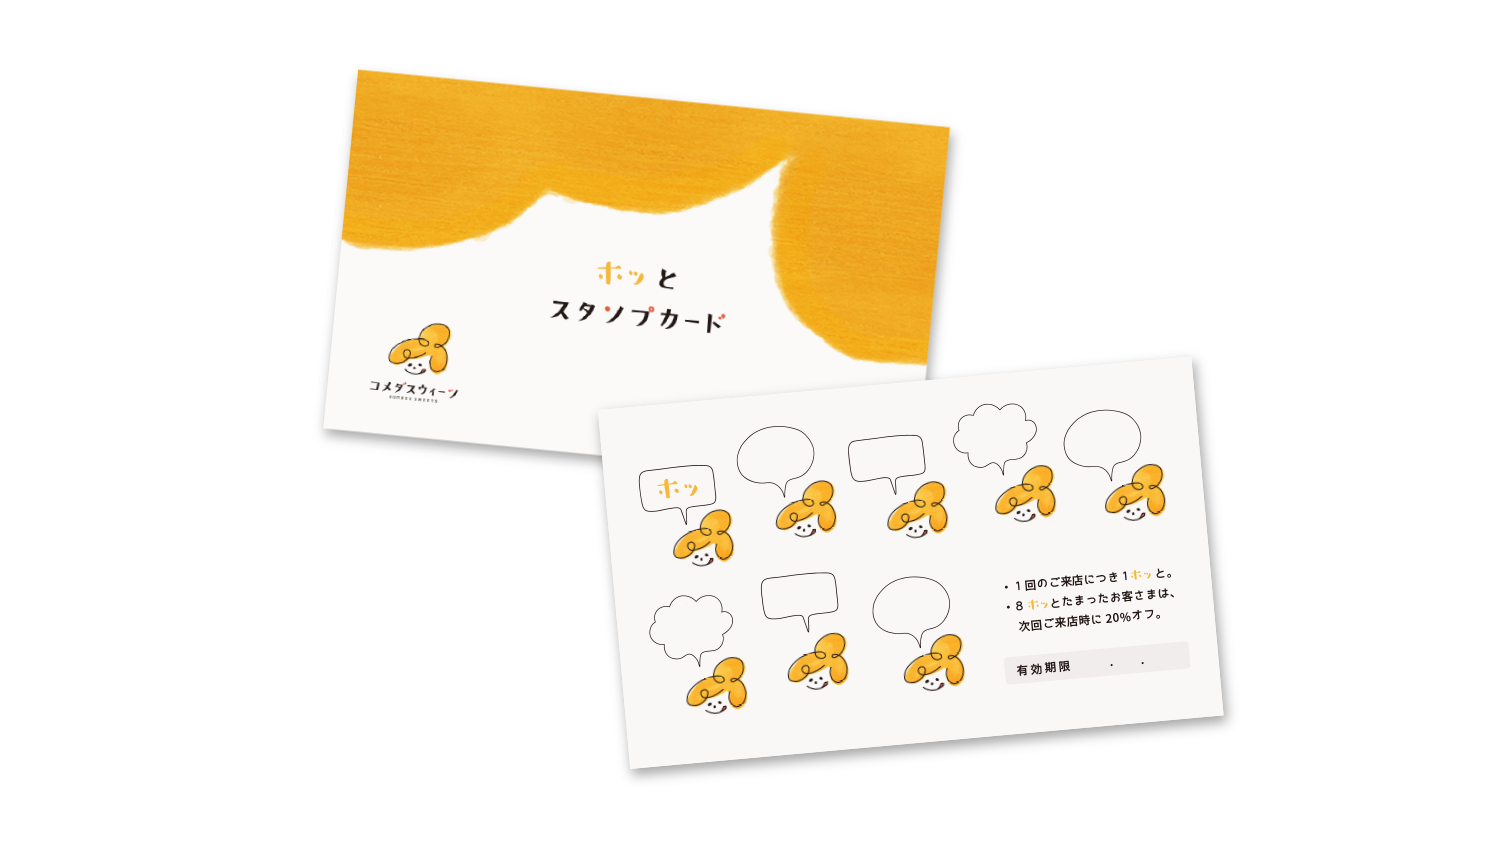 ホッと
スタンプカード
コメダスウィーツ
KOMEDA SWEETS
ホッ
・1回のご来店につき1ホッと。
・8ホッとたまったお客さまは、
次回ご来店時に20%オフ。
有効期限　　.　　.